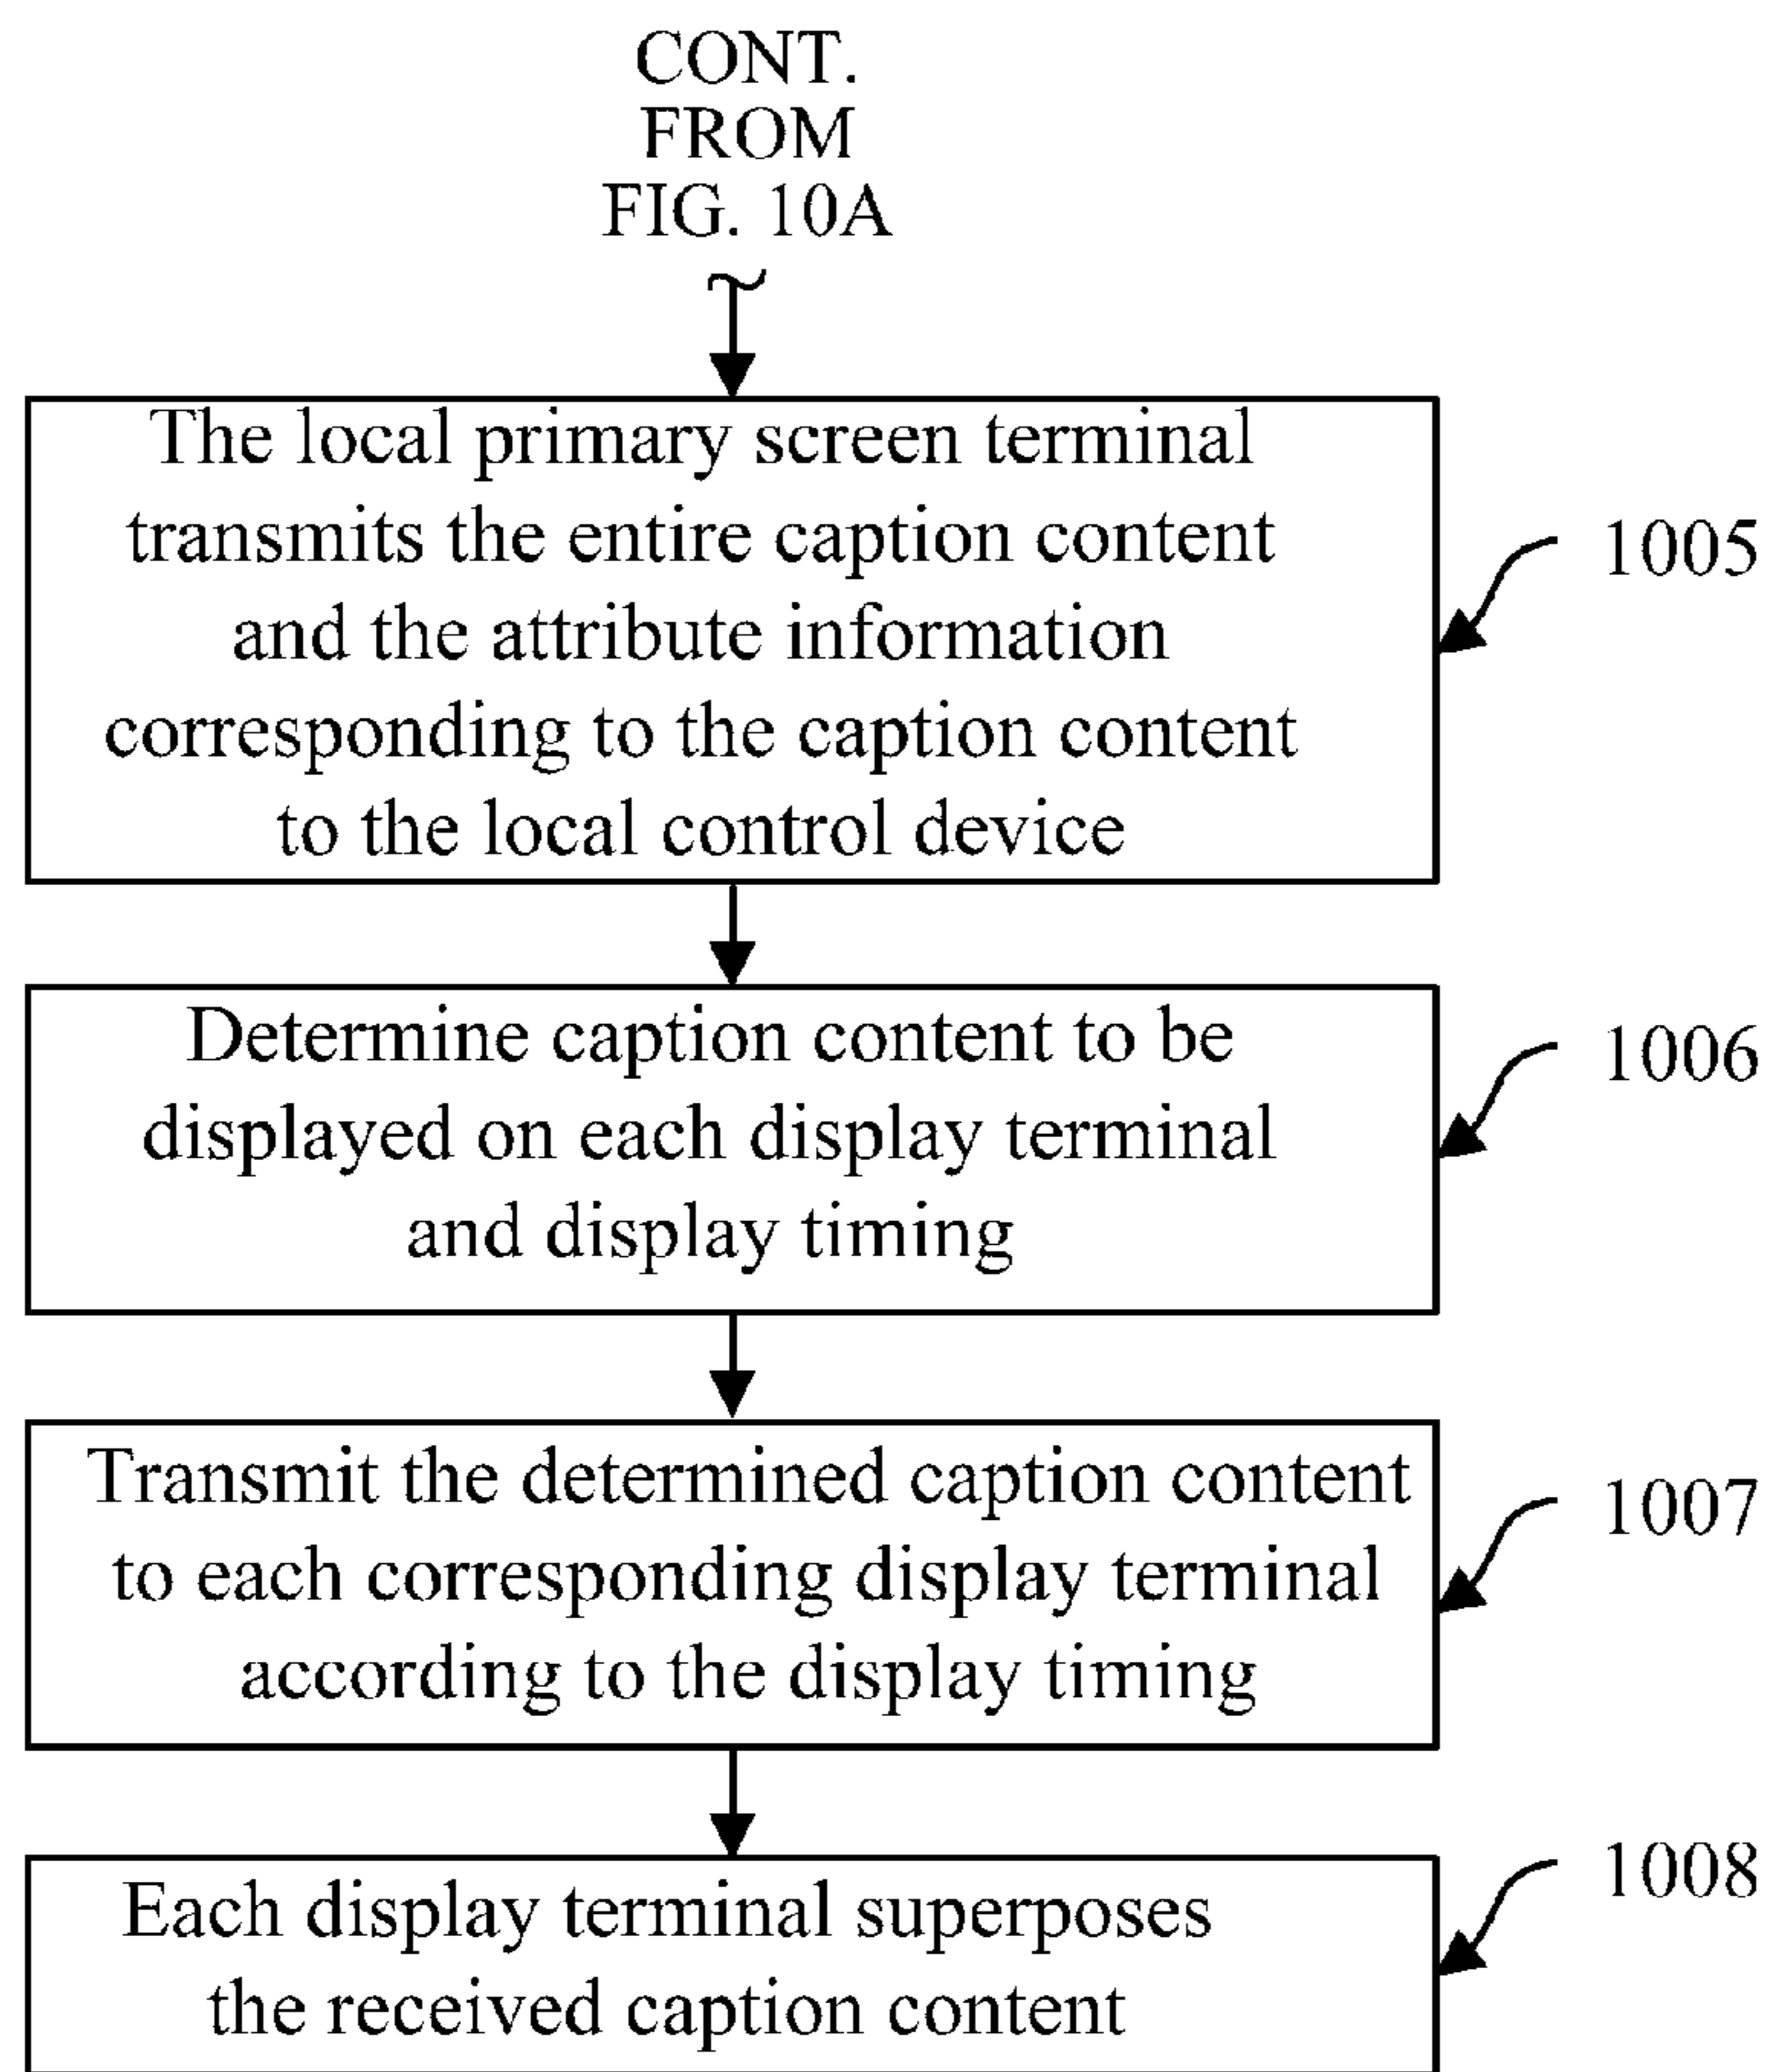 CONT.
FROM
FIG. 10A
The local primary screen terminal
transmits the entire caption content
and the attribute information
corresponding to the caption content
to the local control device
1005
Determine caption content to be
displayed on each display terminal
and display timing
1006
Transmit the determined caption content
to each corresponding display terminal
according to the display timing
1007
Each display terminal superposes
the received caption content
1008